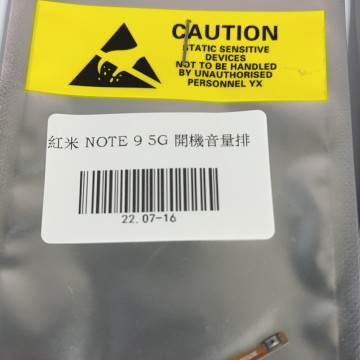 CAUTION
STATIC SENSITIVE
DEVICES
NOT TO BE HANDLED
BY UNAUTHORISED
PERSONNEL YX
紅米 NOTE 9 5G 開機音量排
22.07-16